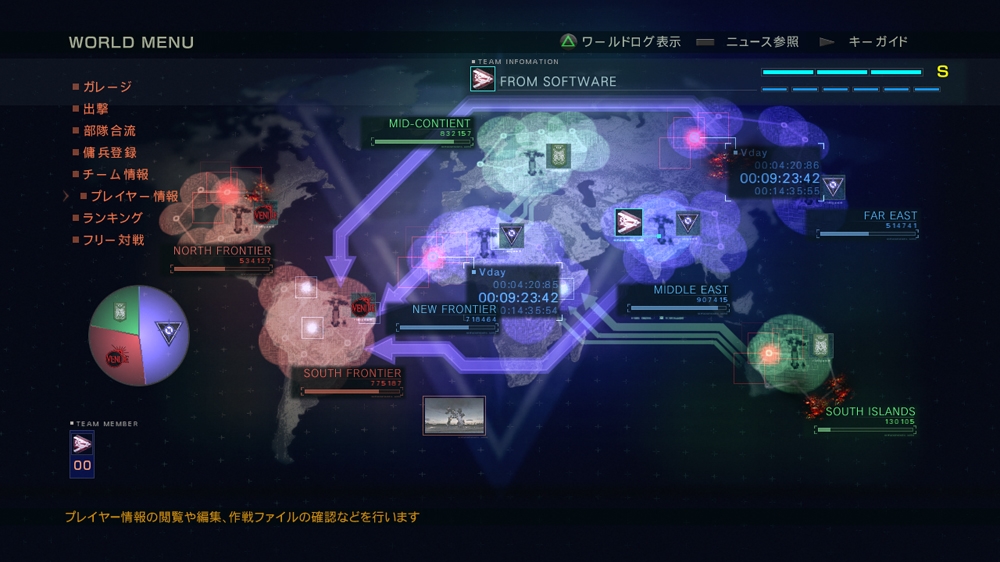 WORLD MENU
ワールドログ表示
ニュース参照
キーガイド
TEAM INFOMATION
FROM SOFTWARE
S
ガレージ
出撃
部隊合流
傭兵登録
チーム情報
プレイヤー情報
ランキング
フリー対戦
MID-CONTIENT
832157
Vday
00:04:20:86
00:09:23:42
00:14:35:55
FAR EAST
514741
NORTH FRONTIER
534127
Vday
00:04:20:85
00:09:23:42
00:14:35:54
NEW FRONTIER
718464
MIDDLE EAST
907415
SOUTH FRONTIER
SOUTH ISLANDS
130105
TEAM MEMBER
00
プレイヤー情報の閲覧や編集、作戦ファイルの確認などを行います